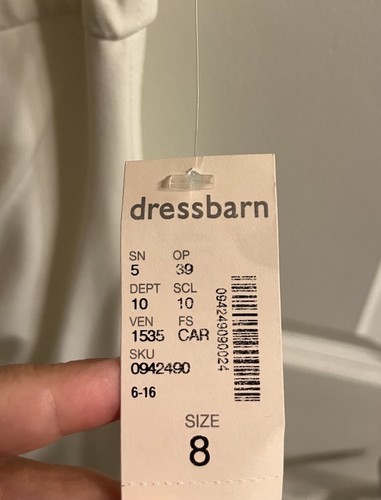 dressbarn
SN OP
5 39
DEPT SCL
10 10
VEN FS
1535 CAR
SKU
0942490
6-16
094249090024
SIZE
8